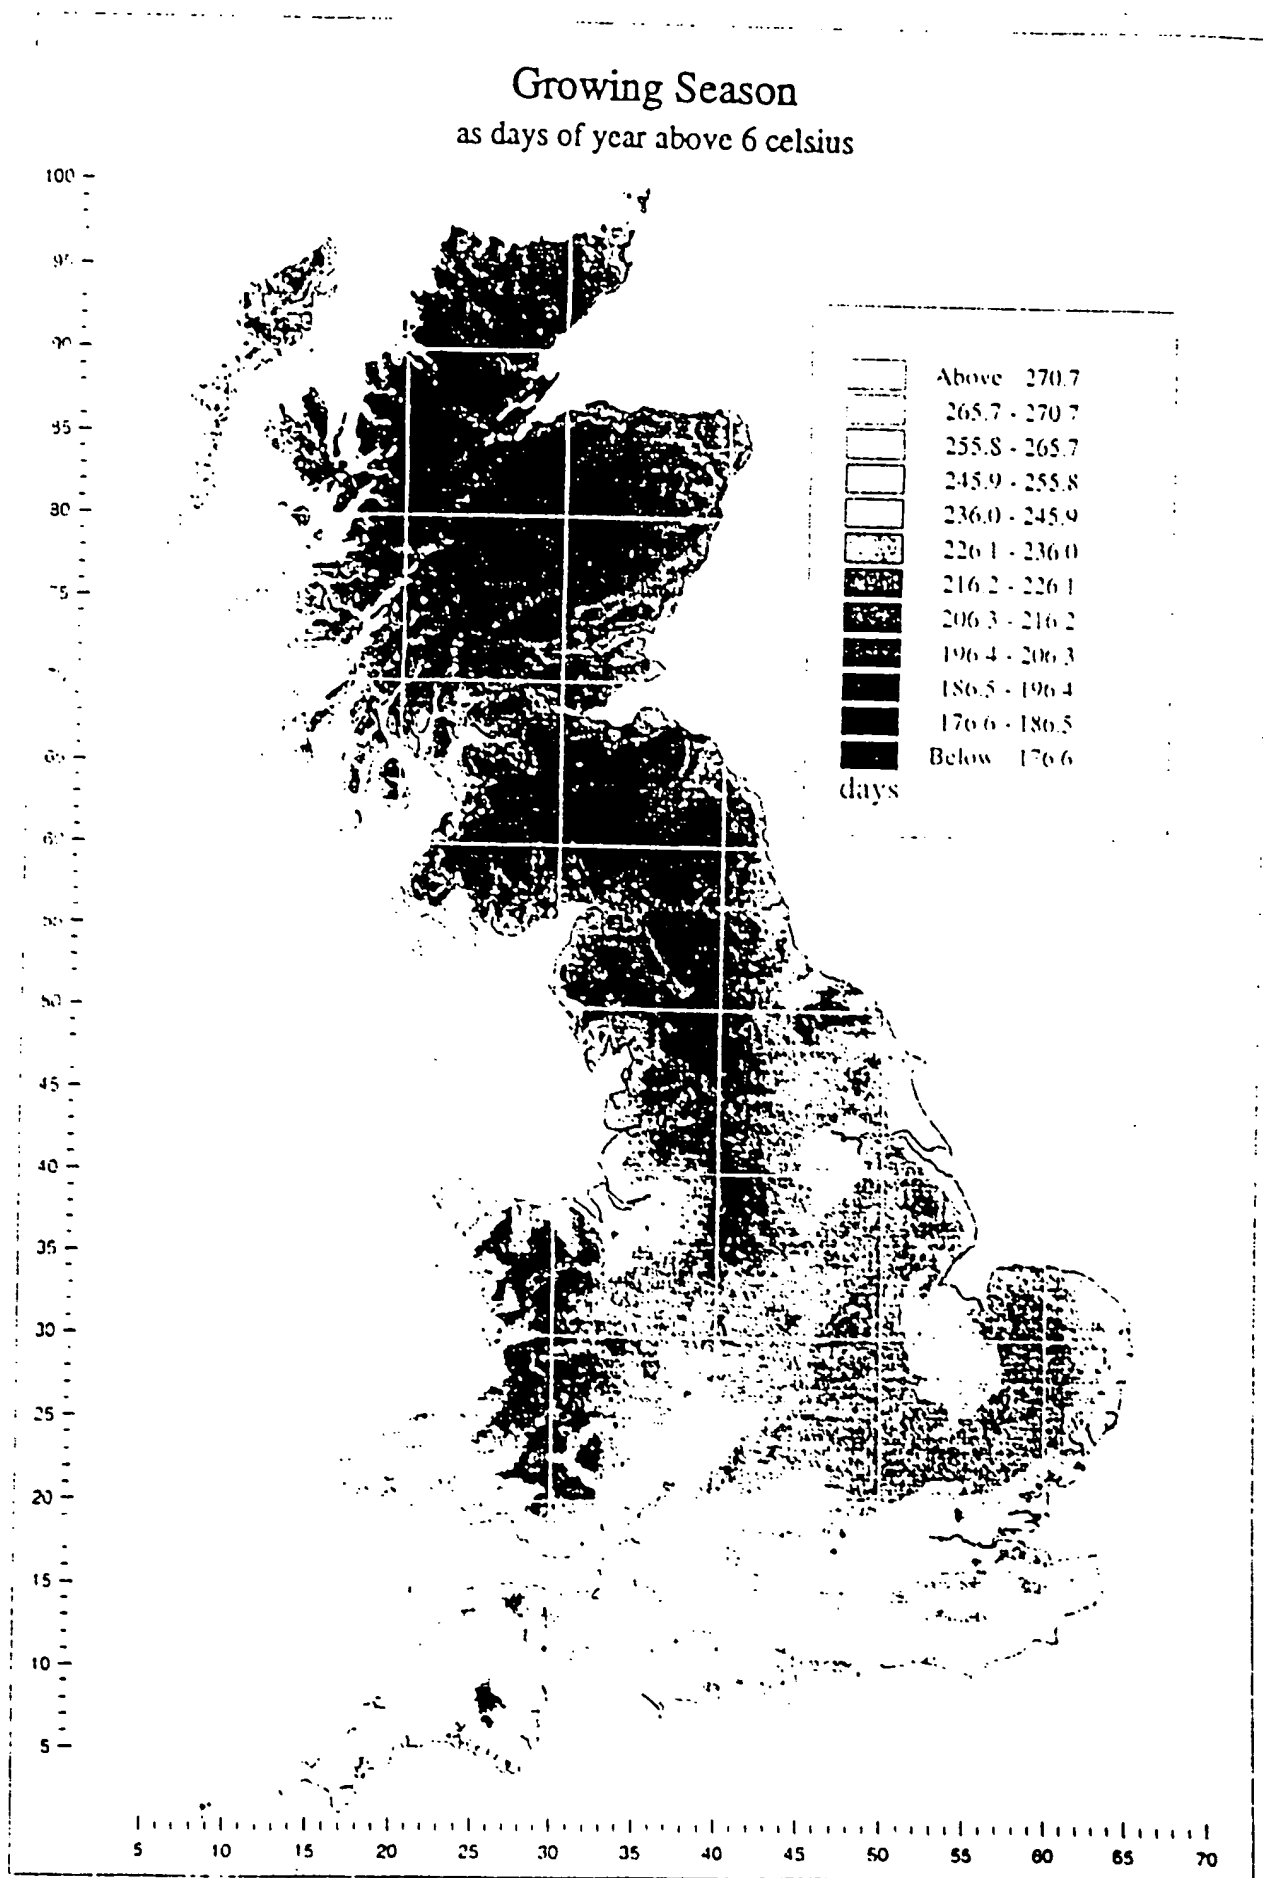 Growing Season
as days of year above 6 celsius
100
95
90
85
80
75
65
60
50
45
40
35
30
25
20
15
10
5
Above 270.7
265.7 - 270.7
255.8 - 265.7
245.9 - 255.8
236.0 - 245.9
226.1 - 236.0
216.2 - 226.1
206.3 - 216.2
196.4 - 206.3
186.5 - 196.4
176.6 - 186.5
Below 176.6
days
5 10 15 20 25 30 35 40 45 50 55 60 65 70